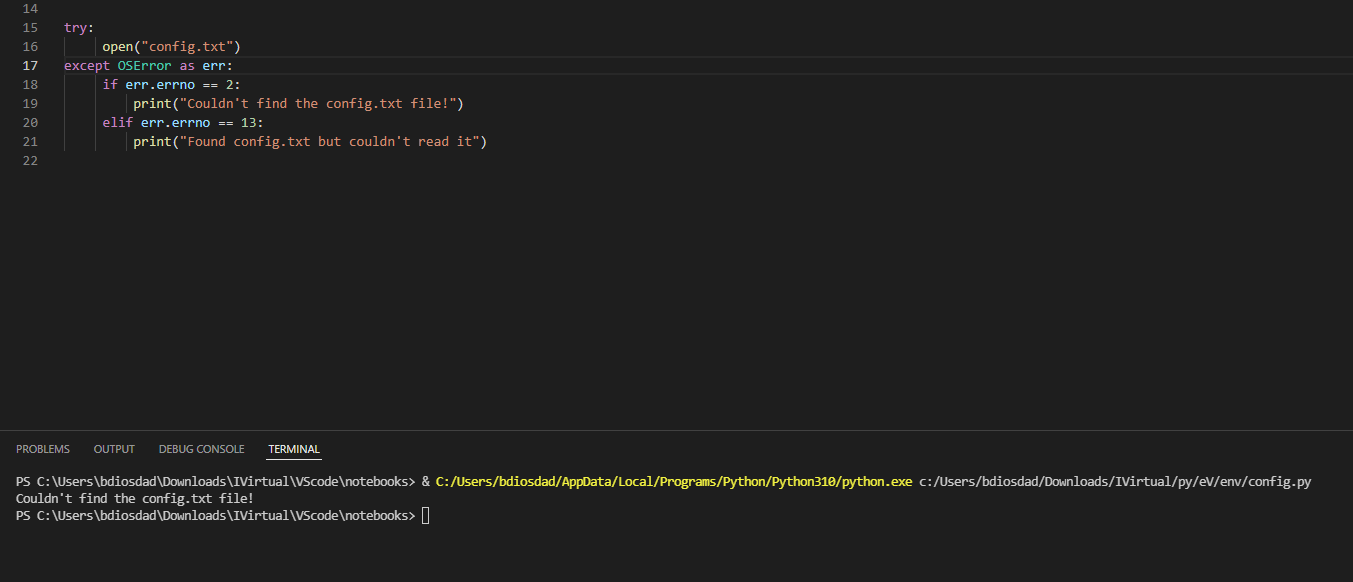 14
15 try:
16 open("config.txt")
17 except OSError as err:
18 if err.errno == 2:
19 print("Couldn't find the config.txt file!")
20 elif err.errno == 13:
21 print("Found config.txt but couldn't read it")
22
PROBLEMS OUTPUT DEBUG CONSOLE TERMINAL
PS C:\Users\bdiosdad\Downloads\IVirtual\VScode\notebooks> & C:/Users/bdiosdad/AppData/Local/Programs/Python/Python310/python.exe c:/Users/bdiosdad/Downloads/IVirtual/py/eV/env/config.py
Couldn't find the config.txt file!
PS C:\Users\bdiosdad\Downloads\IVirtual\VScode\notebooks>